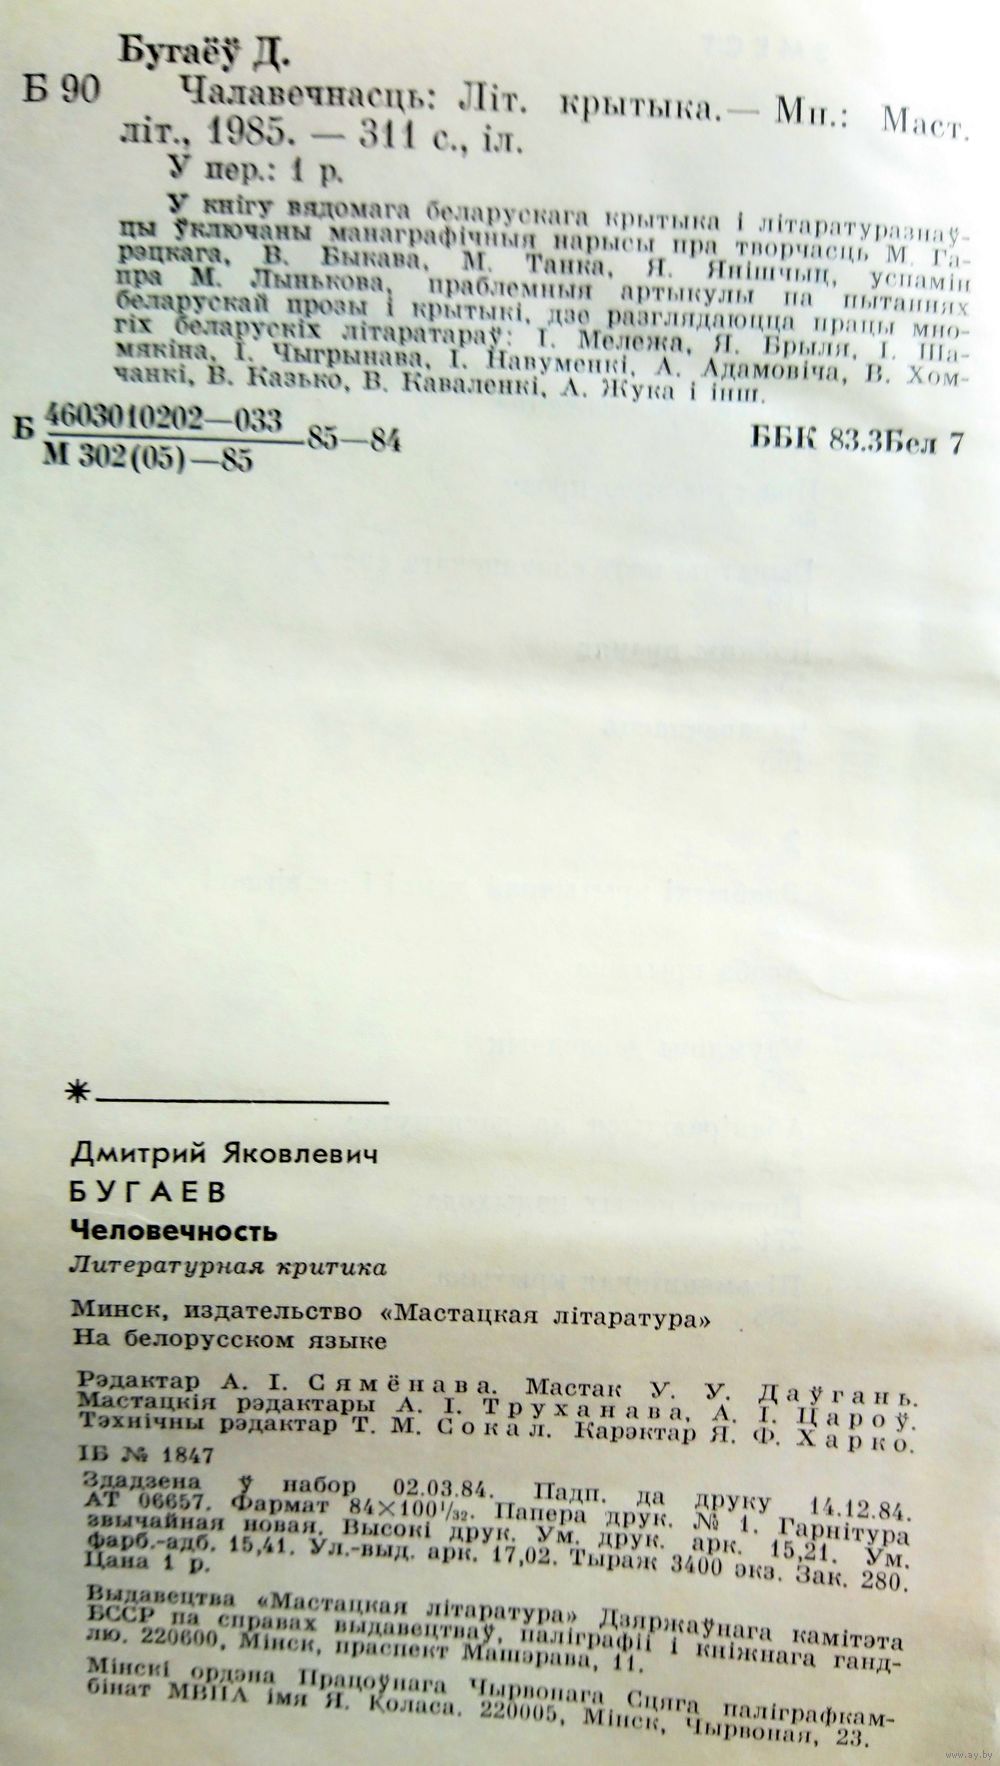 Бугаёў Д.
Б 90 Чалавечнасць: Літ. крытыка.— Мн.: Маст.
літ., 1985. — 311 с., іл.
У пер.: 1 р.
У кнігу вядомага беларускага крытыка і літаратуразнаў-
цы ўключаны манаграфічныя нарысы пра творчасць М. Га-
рэцкага, В. Быкава, М. Танка, Я. Янішчыц, успамін
пра М. Лынькова, праблемныя артыкулы па пытаннях
беларускай прозы і крытыкі, дзе разглядаюцца працы мно-
гіх беларускіх літаратараў: І. Мележа, Я. Брыля, І. Ша-
мякіна, І. Чыгрынава, І. Навуменкі, А. Адамовіча, В. Хом-
чанкі, В. Казько, В. Каваленкі, А. Жука і інш.
Б 4603010202—033
М 302(05)—85 85—84 ББК 83.3Бел 7
Дмитрий Яковлевич
БУГАЕВ
Человечность
Литературная критика
Минск, издательство «Мастацкая літаратура»
На белорусском языке
Рэдактар А. І. Сямёнава. Мастак У. У. Даўгань.
Мастацкія рэдактары А. І. Труханава, А. І. Цароў.
Тэхнічны рэдактар Т. М. Сокал. Карэктар Я. Ф. Харко.
ІБ № 1847
Здадзена ў набор 02.03.84. Падп. да друку 14.12.84.
АТ 06657. Фармат 84×100¹/₃₂. Папера друк. № 1. Гарнітура
звычайная новая. Высокі друк. Ум. друк. арк. 15,21. Ум.
фарб.-адб. 15,41. Ул.-выд. арк. 17,02. Тыраж 3400 экз. Зак. 280.
Цана 1 р.
Выдавецтва «Мастацкая літаратура» Дзяржаўнага камітэта
БССР па справах выдавецтваў, паліграфіі і кніжнага ганд-
лю. 220600, Мінск, праспект Машэрава, 11.
Мінскі ордэна Працоўнага Чырвонага Сцяга паліграфкам-
бінат МВПА імя Я. Коласа. 220005, Мінск, Чырвоная, 23.
www.ay.by